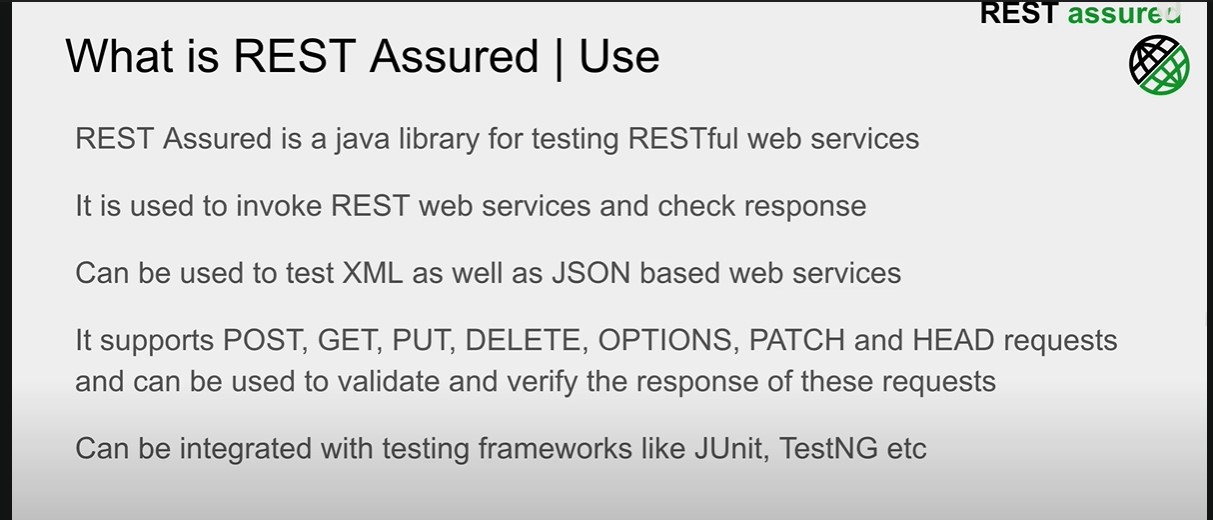 REST assured
What is REST Assured | Use
REST Assured is a java library for testing RESTful web services
It is used to invoke REST web services and check response
Can be used to test XML as well as JSON based web services
It supports POST, GET, PUT, DELETE, OPTIONS, PATCH and HEAD requests
and can be used to validate and verify the response of these requests
Can be integrated with testing frameworks like JUnit, TestNG etc